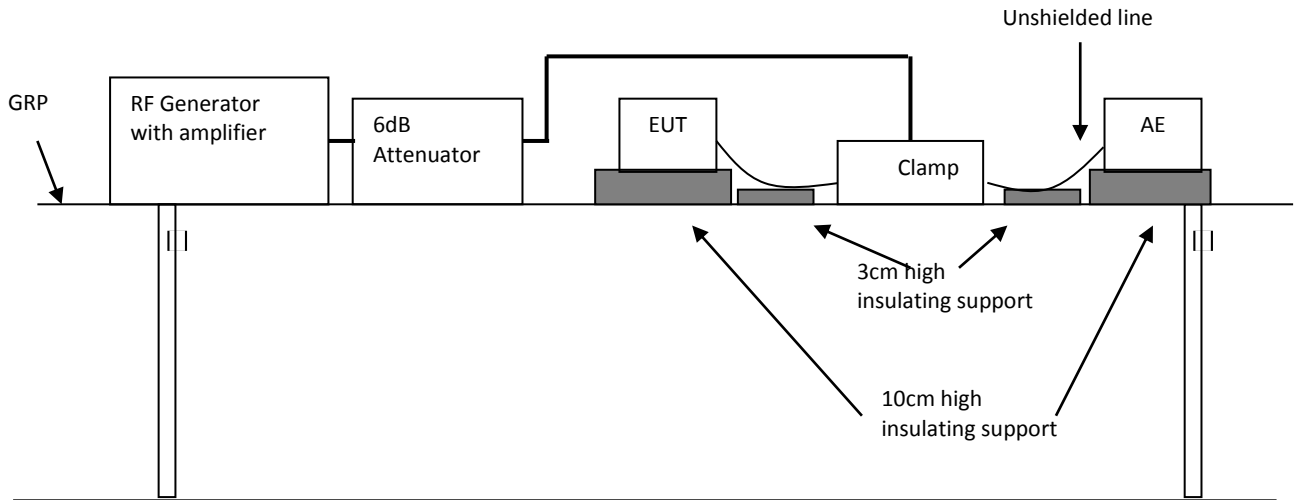 Unshielded line
GRP
RF Generator
with amplifier
6dB
Attenuator
EUT
Clamp
AE
3cm high
insulating support
10cm high
insulating support